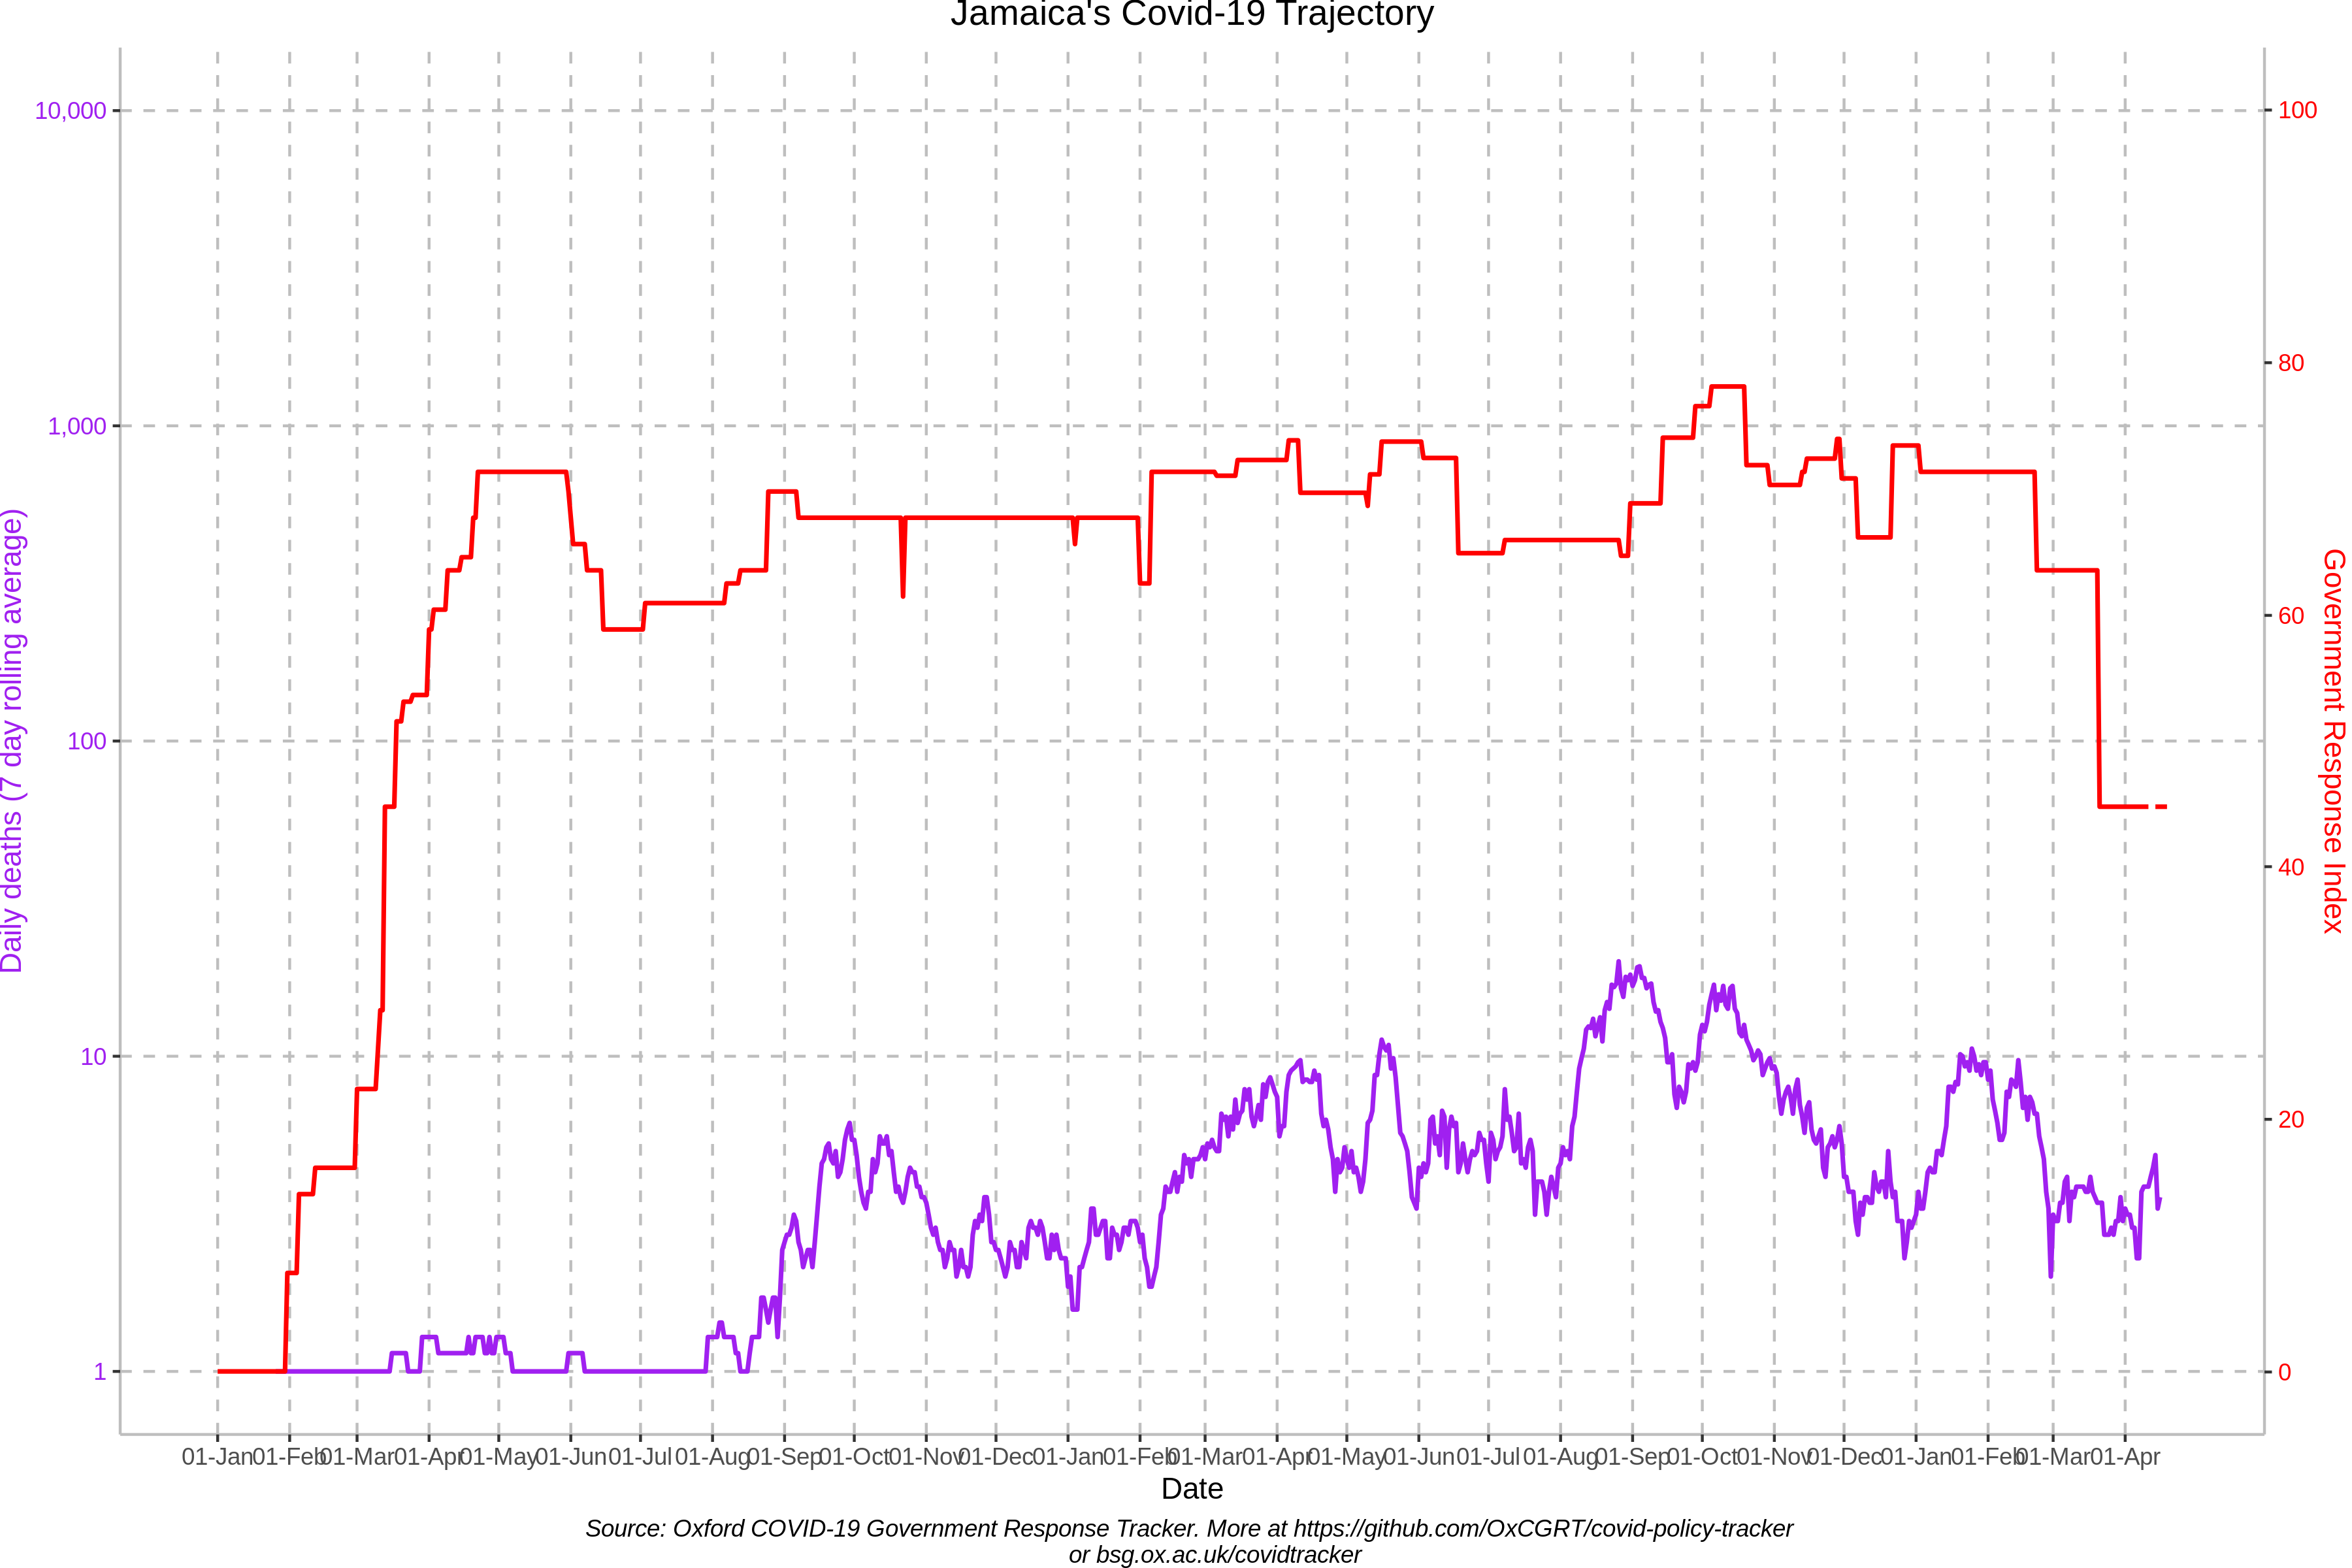 Jamaica's Covid-19 Trajectory
10,000
1,000
100
10
1
Daily deaths (7 day rolling average)
100
80
60
40
20
0
Government Response Index
01-Jan 01-Feb 01-Mar 01-Apr 01-May 01-Jun 01-Jul 01-Aug 01-Sep 01-Oct 01-Nov 01-Dec 01-Jan 01-Feb 01-Mar 01-Apr 01-May 01-Jun 01-Jul 01-Aug 01-Sep 01-Oct 01-Nov 01-Dec 01-Jan 01-Feb 01-Mar 01-Apr
Date
Source: Oxford COVID-19 Government Response Tracker. More at https://github.com/OxCGRT/covid-policy-tracker
or bsg.ox.ac.uk/covidtracker